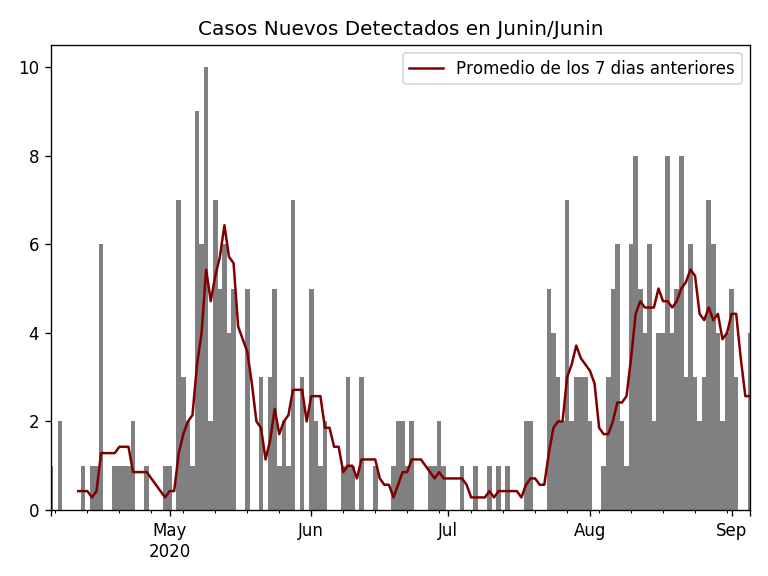 Casos Nuevos Detectados en Junin/Junin
Promedio de los 7 dias anteriores
10
8
6
4
2
0
May Jun Jul Aug Sep
2020